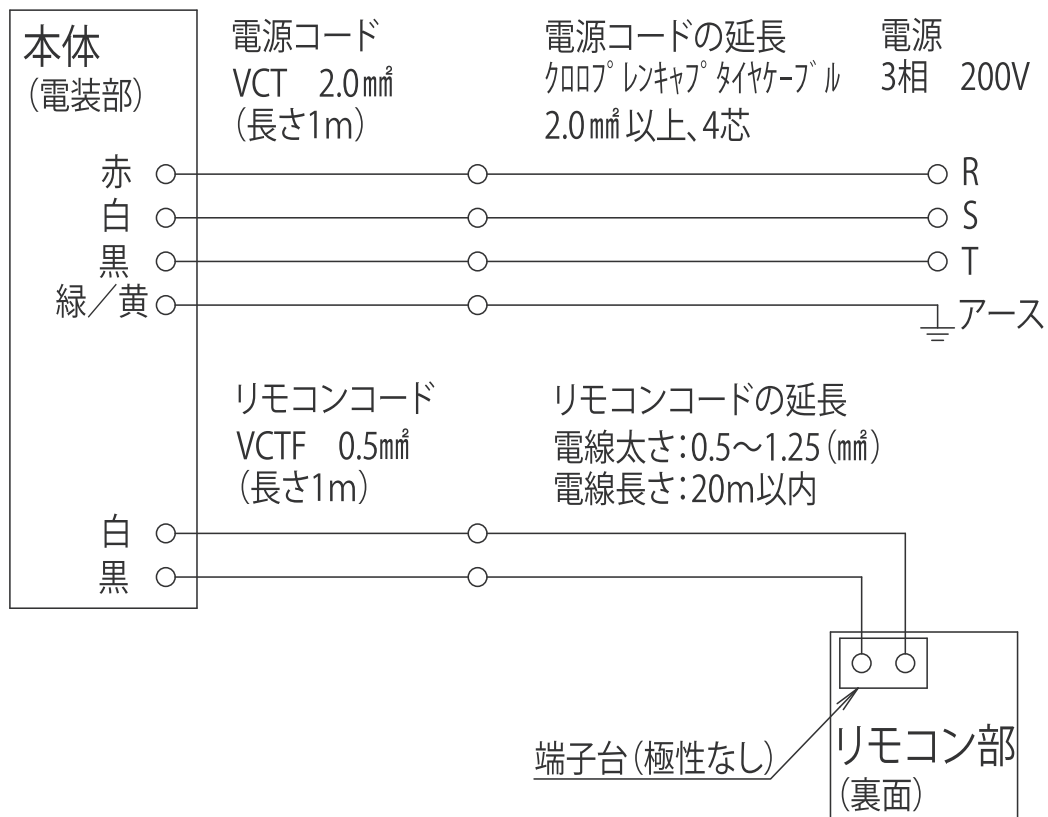 本体
（電装部）
電源コード
VCT　2.0㎟
（長さ1m）
電源コードの延長
ｸﾛﾛﾌﾟﾚﾝｷｬﾌﾟﾀｲﾔｹｰﾌﾞﾙ
2.0㎟以上、4芯
電源
3相　200V
赤
R
白
S
黒
T
緑／黄
アース
リモコンコード
VCTF　0.5㎟
（長さ1m）
リモコンコードの延長
電線太さ：0.5～1.25（㎟）
電線長さ：20m以内
白
黒
端子台（極性なし）
リモコン部
（裏面）